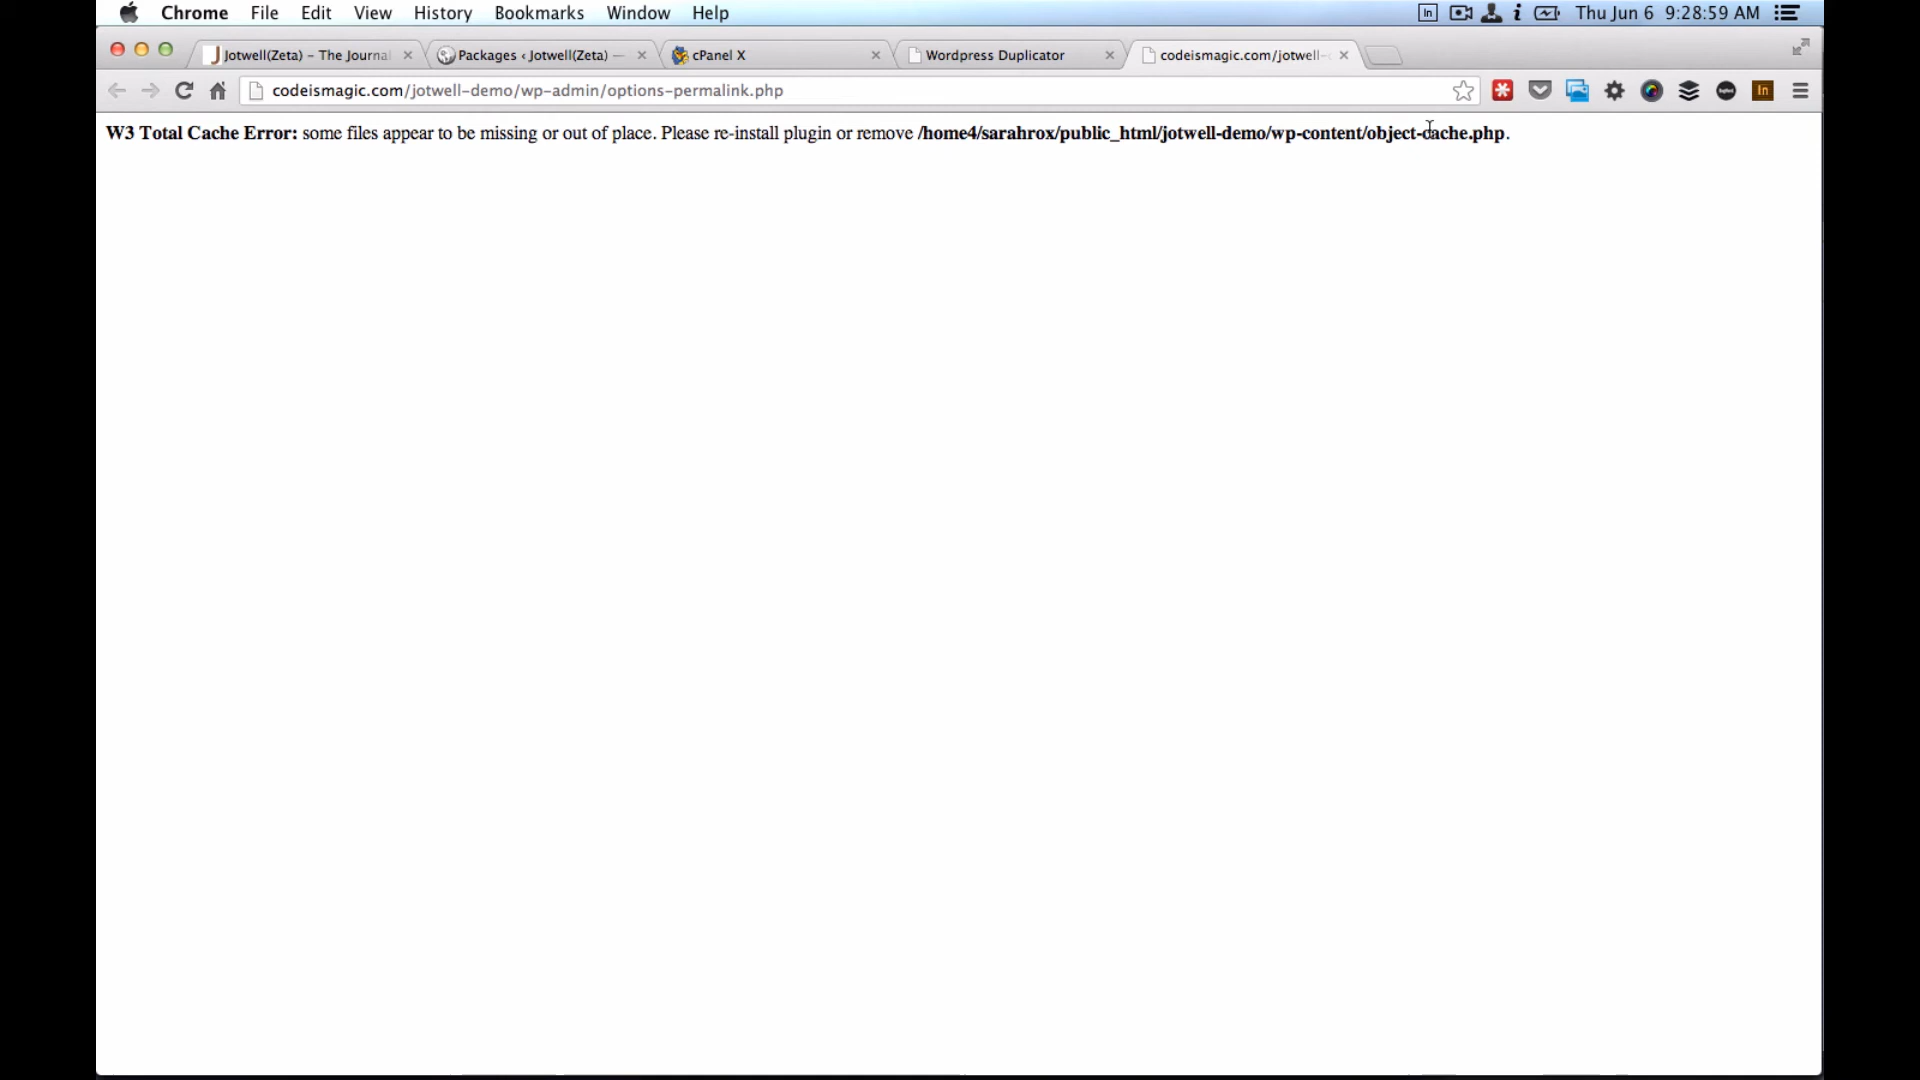 Chrome File Edit View History Bookmarks Window Help In i Thu Jun 6 9:28:59 AM
Jotwell(Zeta) – The Journal Packages ‹ Jotwell(Zeta) — cPanel X Wordpress Duplicator codeismagic.com/jotwell-
codeismagic.com/jotwell-demo/wp-admin/options-permalink.php In
W3 Total Cache Error: some files appear to be missing or out of place. Please re-install plugin or remove /home4/sarahrox/public_html/jotwell-demo/wp-content/object-cache.php.